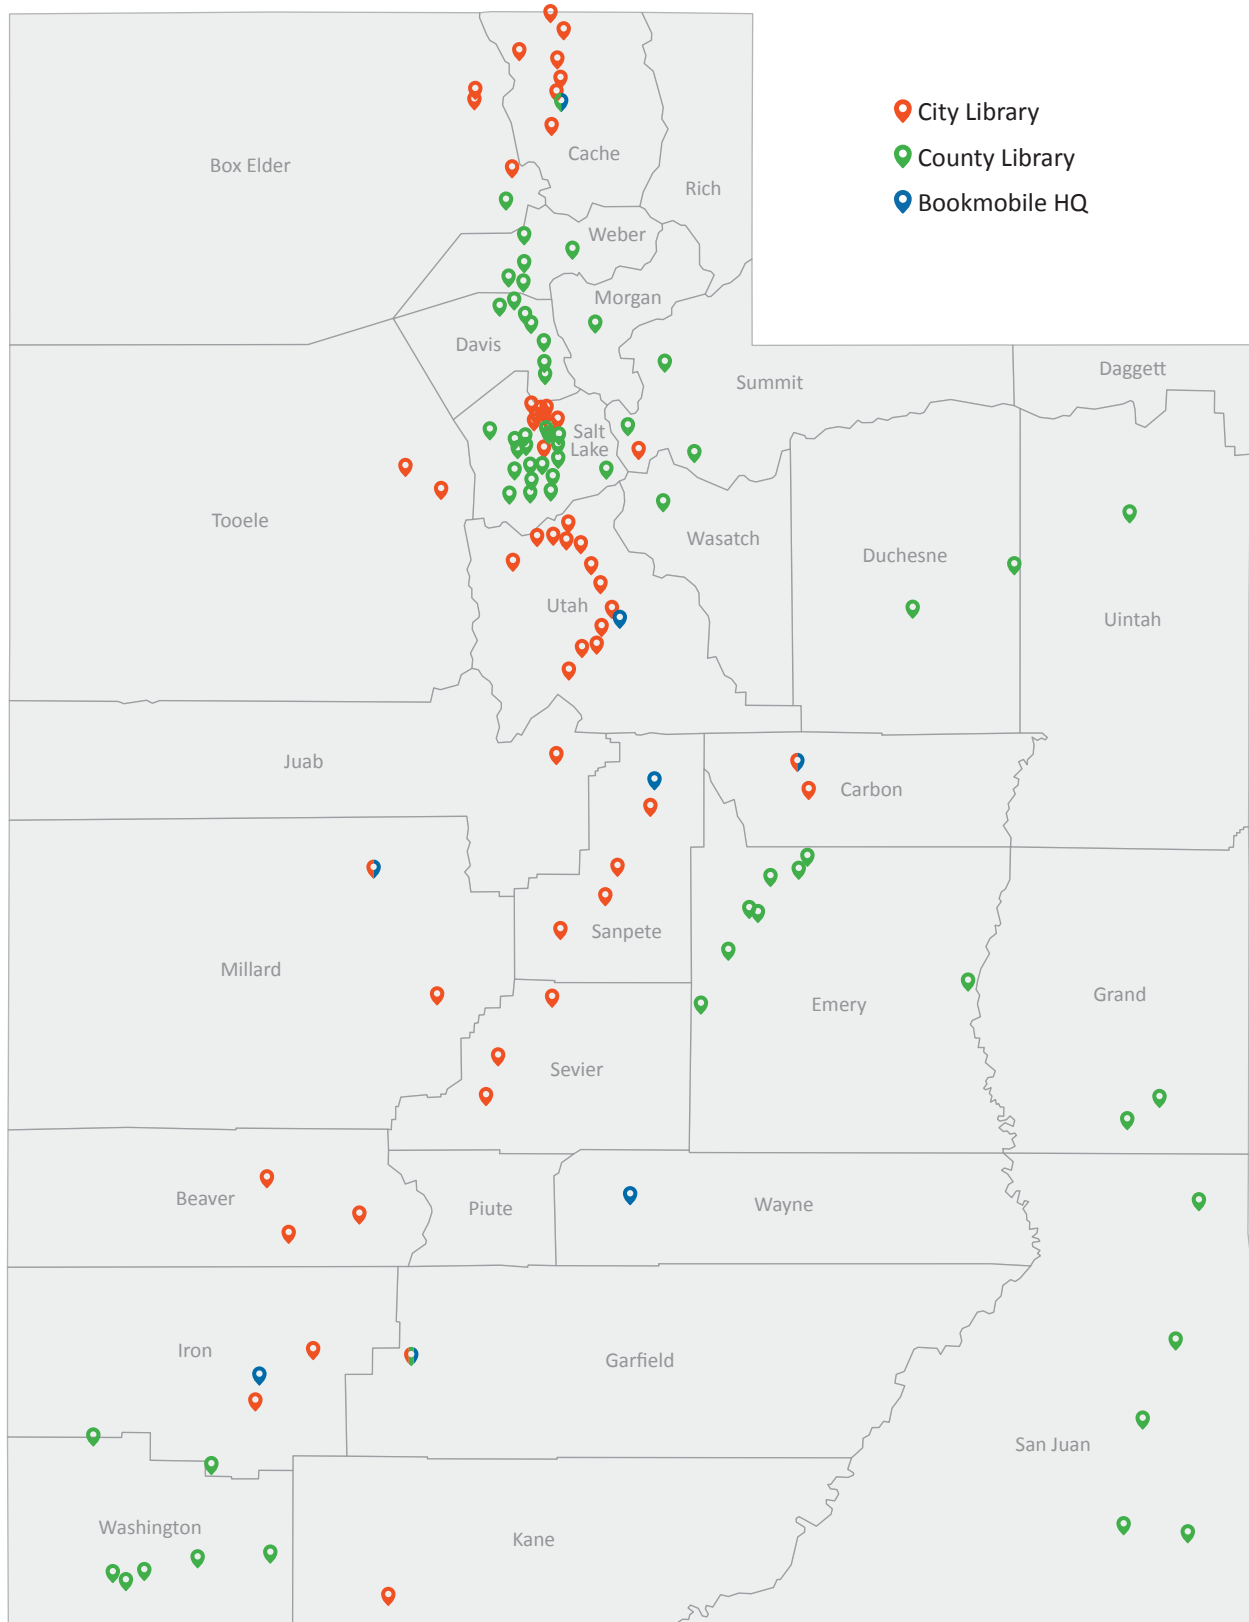 City Library
County Library
Bookmobile HQ
Box Elder
Cache
Rich
Weber
Morgan
Davis
Summit
Daggett
Salt
Lake
Tooele
Wasatch
Duchesne
Utah
Uintah
Juab
Carbon
Sanpete
Millard
Emery
Grand
Sevier
Beaver
Piute
Wayne
Iron
Garfield
San Juan
Washington
Kane